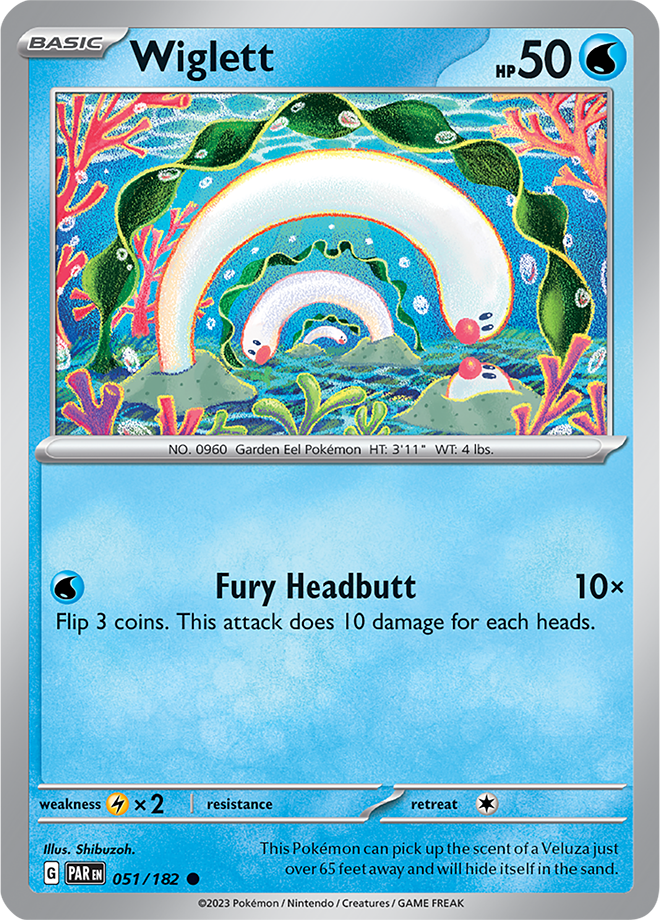 BASIC
Wiglett
HP 50
NO. 0960 Garden Eel Pokémon HT: 3'11" WT: 4 lbs.
Fury Headbutt 10×
Flip 3 coins. This attack does 10 damage for each heads.
weakness ×2 resistance retreat
Illus. Shibuzoh.
This Pokémon can pick up the scent of a Veluza just
over 65 feet away and will hide itself in the sand.
G PAR EN 051/182
©2023 Pokémon / Nintendo / Creatures / GAME FREAK